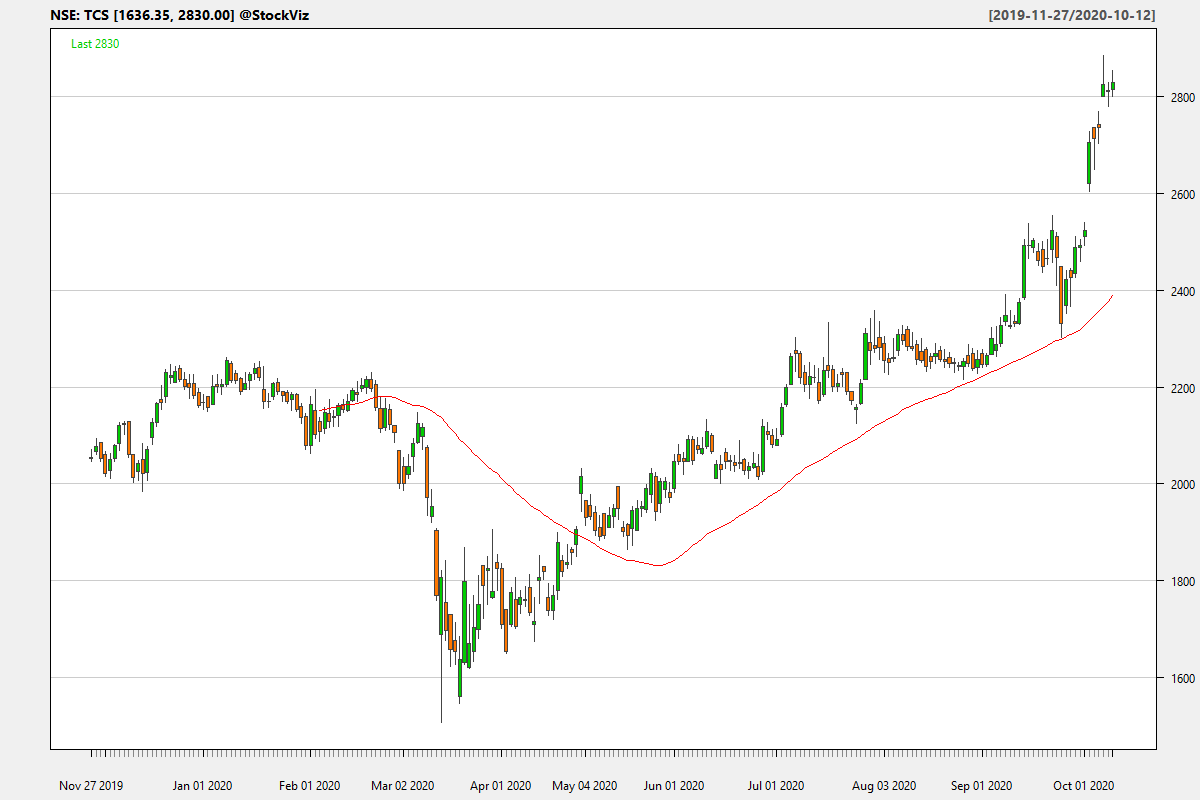 NSE: TCS [1636.35, 2830.00] @StockViz [2019-11-27/2020-10-12]
Last 2830
2800
2600
2400
2200
2000
1800
1600
Nov 27 2019 Jan 01 2020 Feb 01 2020 Mar 02 2020 Apr 01 2020 May 04 2020 Jun 01 2020 Jul 01 2020 Aug 03 2020 Sep 01 2020 Oct 01 2020